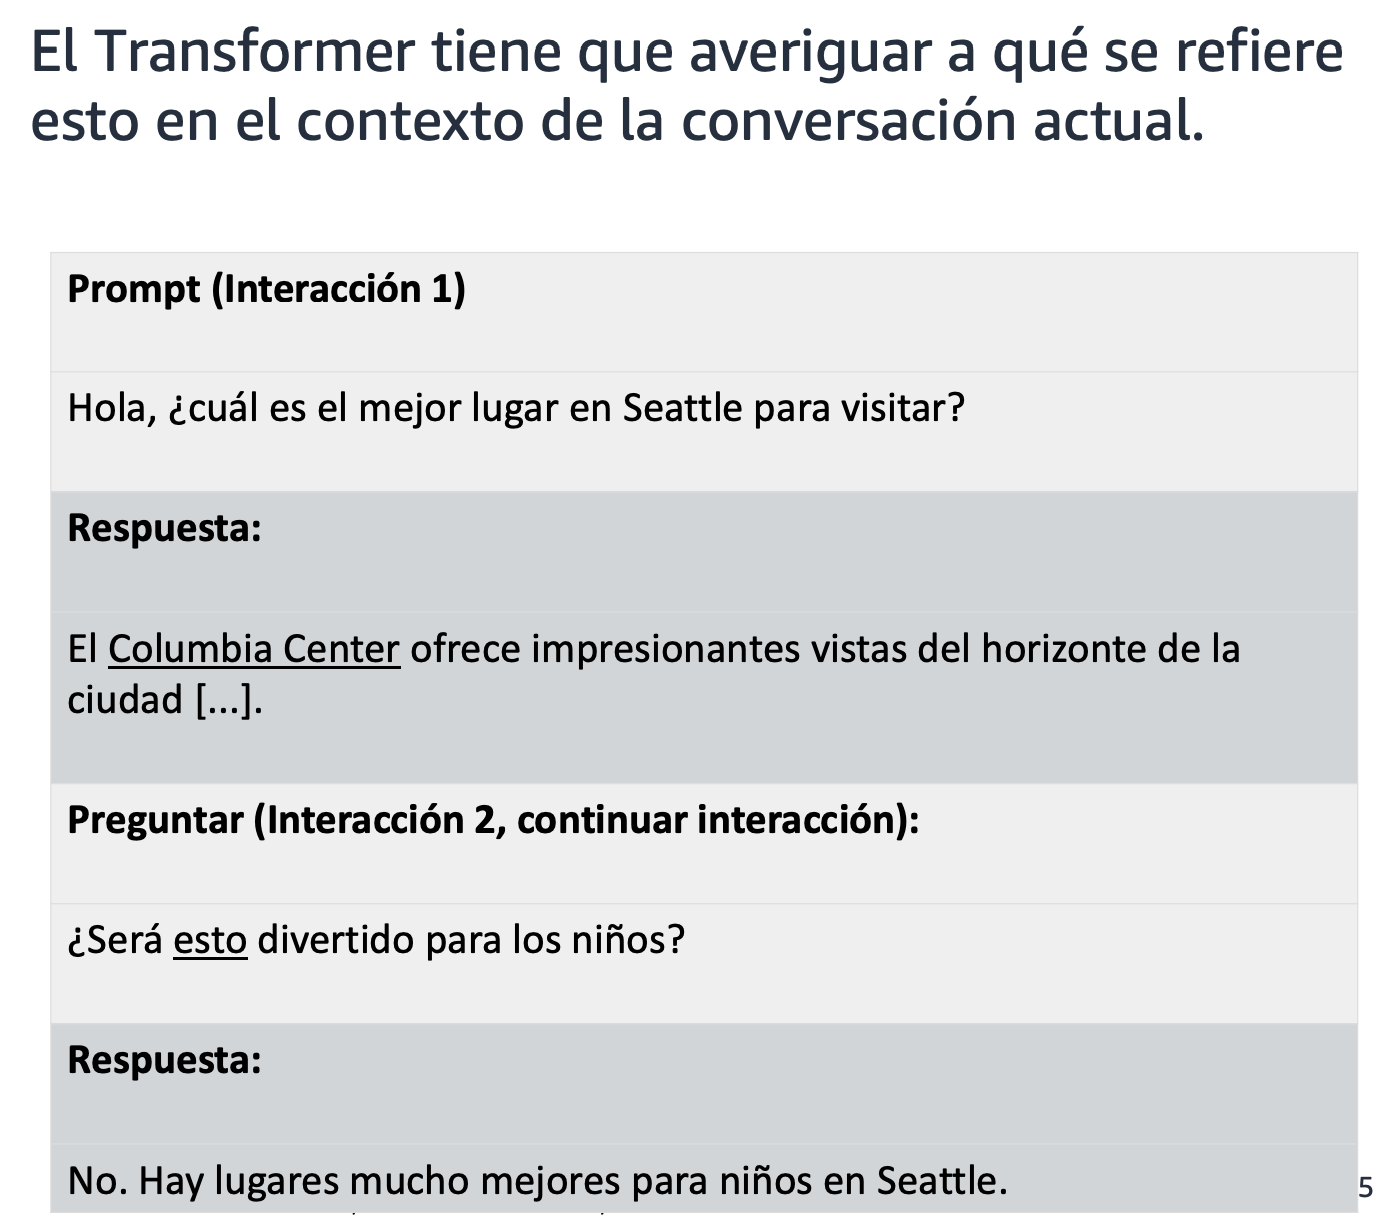 El Transformer tiene que averiguar a qué se refiere
esto en el contexto de la conversación actual.
Prompt (Interacción 1)
Hola, ¿cuál es el mejor lugar en Seattle para visitar?
Respuesta:
El Columbia Center ofrece impresionantes vistas del horizonte de la
ciudad [...].
Preguntar (Interacción 2, continuar interacción):
¿Será esto divertido para los niños?
Respuesta:
No. Hay lugares mucho mejores para niños en Seattle.
5